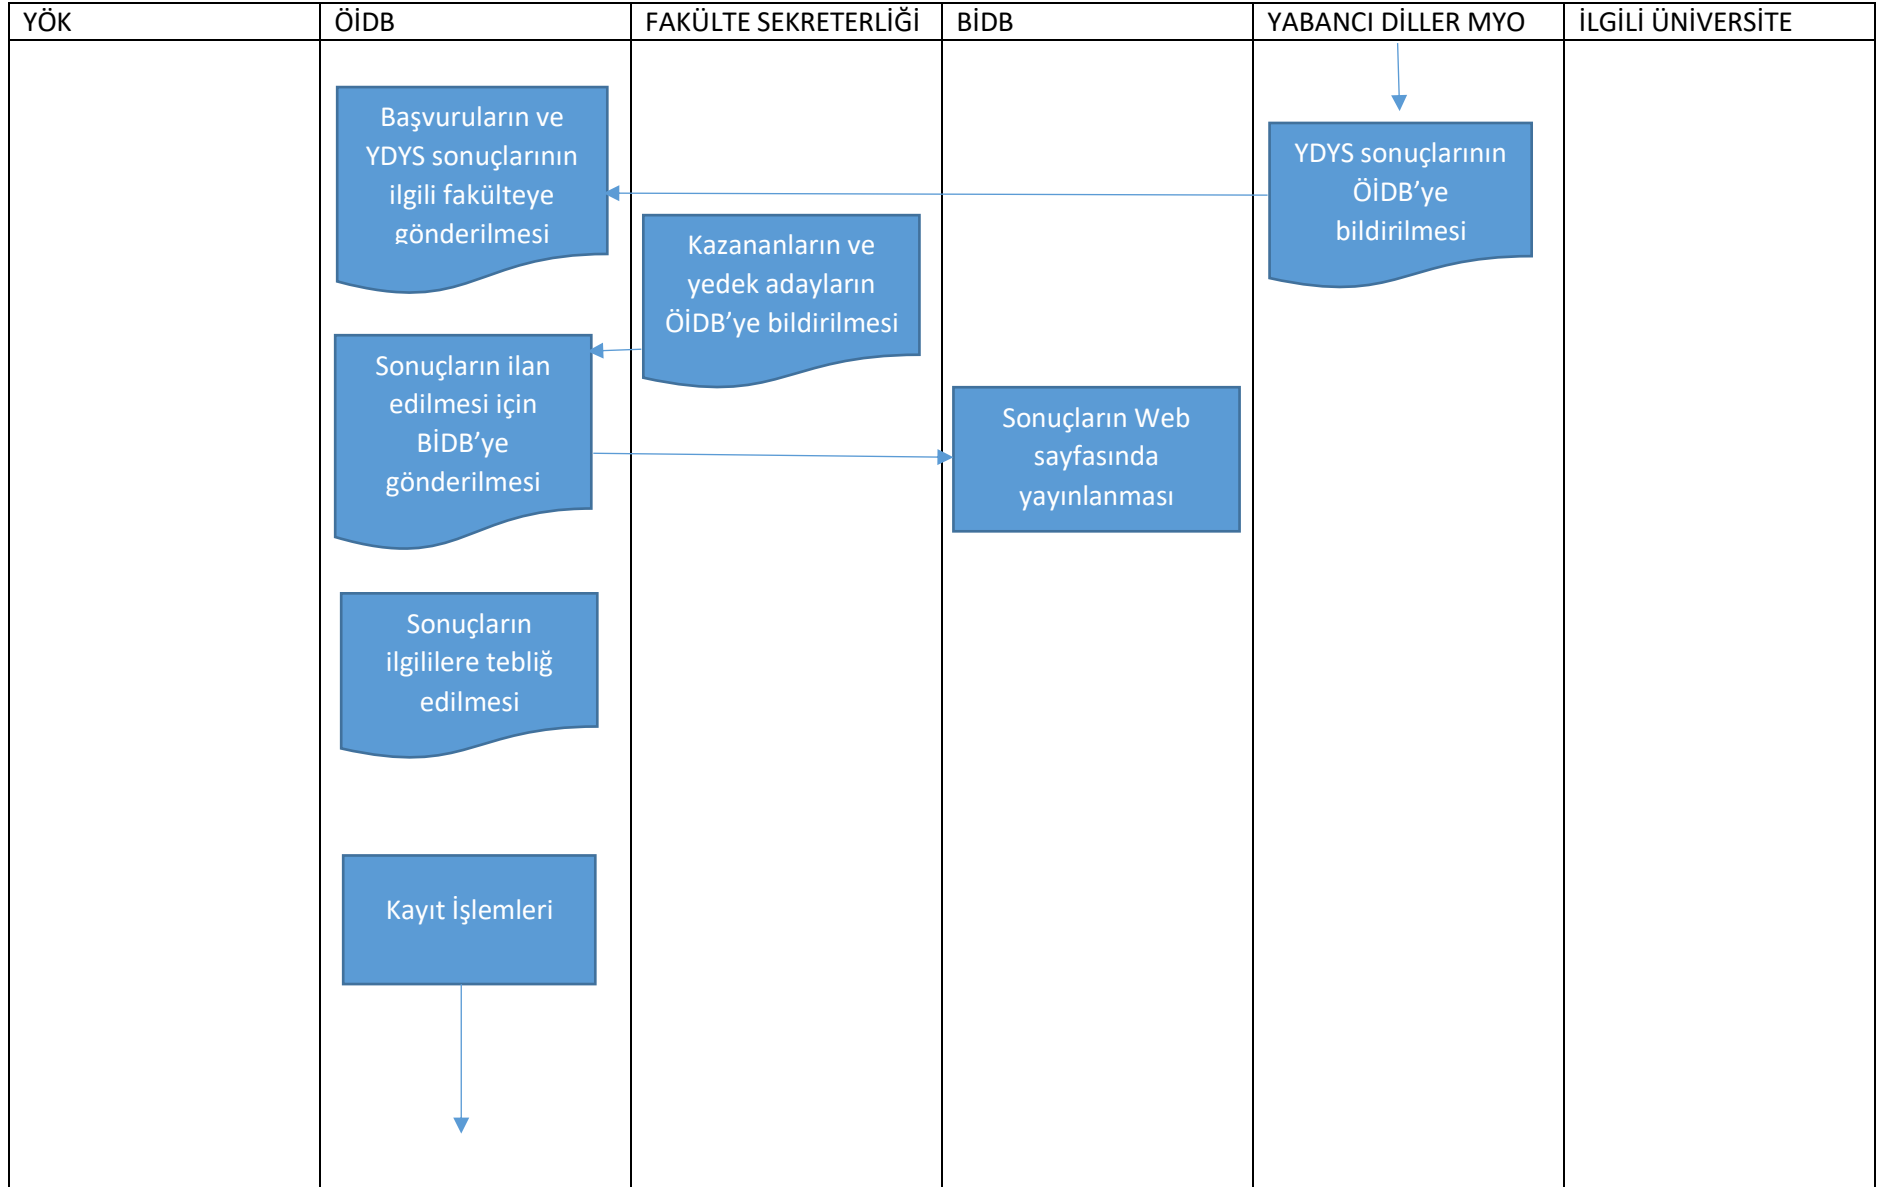 YÖK
ÖİDB
FAKÜLTE SEKRETERLİĞİ
BİDB
YABANCI DİLLER MYO
İLGİLİ ÜNİVERSİTE
Başvuruların ve
YDYS sonuçlarının
ilgili fakülteye
gönderilmesi
YDYS sonuçlarının
ÖİDB’ye
bildirilmesi
Kazananların ve
yedek adayların
ÖİDB’ye bildirilmesi
Sonuçların ilan
edilmesi için
BİDB’ye
gönderilmesi
Sonuçların Web
sayfasında
yayınlanması
Sonuçların
ilgililere tebliğ
edilmesi
Kayıt İşlemleri